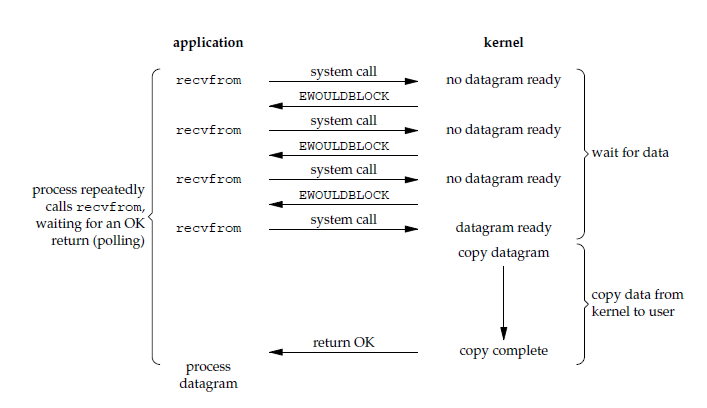 application kernel
recvfrom system call no datagram ready
EWOULDBLOCK
recvfrom system call no datagram ready
EWOULDBLOCK
wait for data
recvfrom system call no datagram ready
EWOULDBLOCK
recvfrom system call datagram ready
process repeatedly
calls recvfrom,
waiting for an OK
return (polling)
copy datagram
copy data from
kernel to user
return OK copy complete
process
datagram